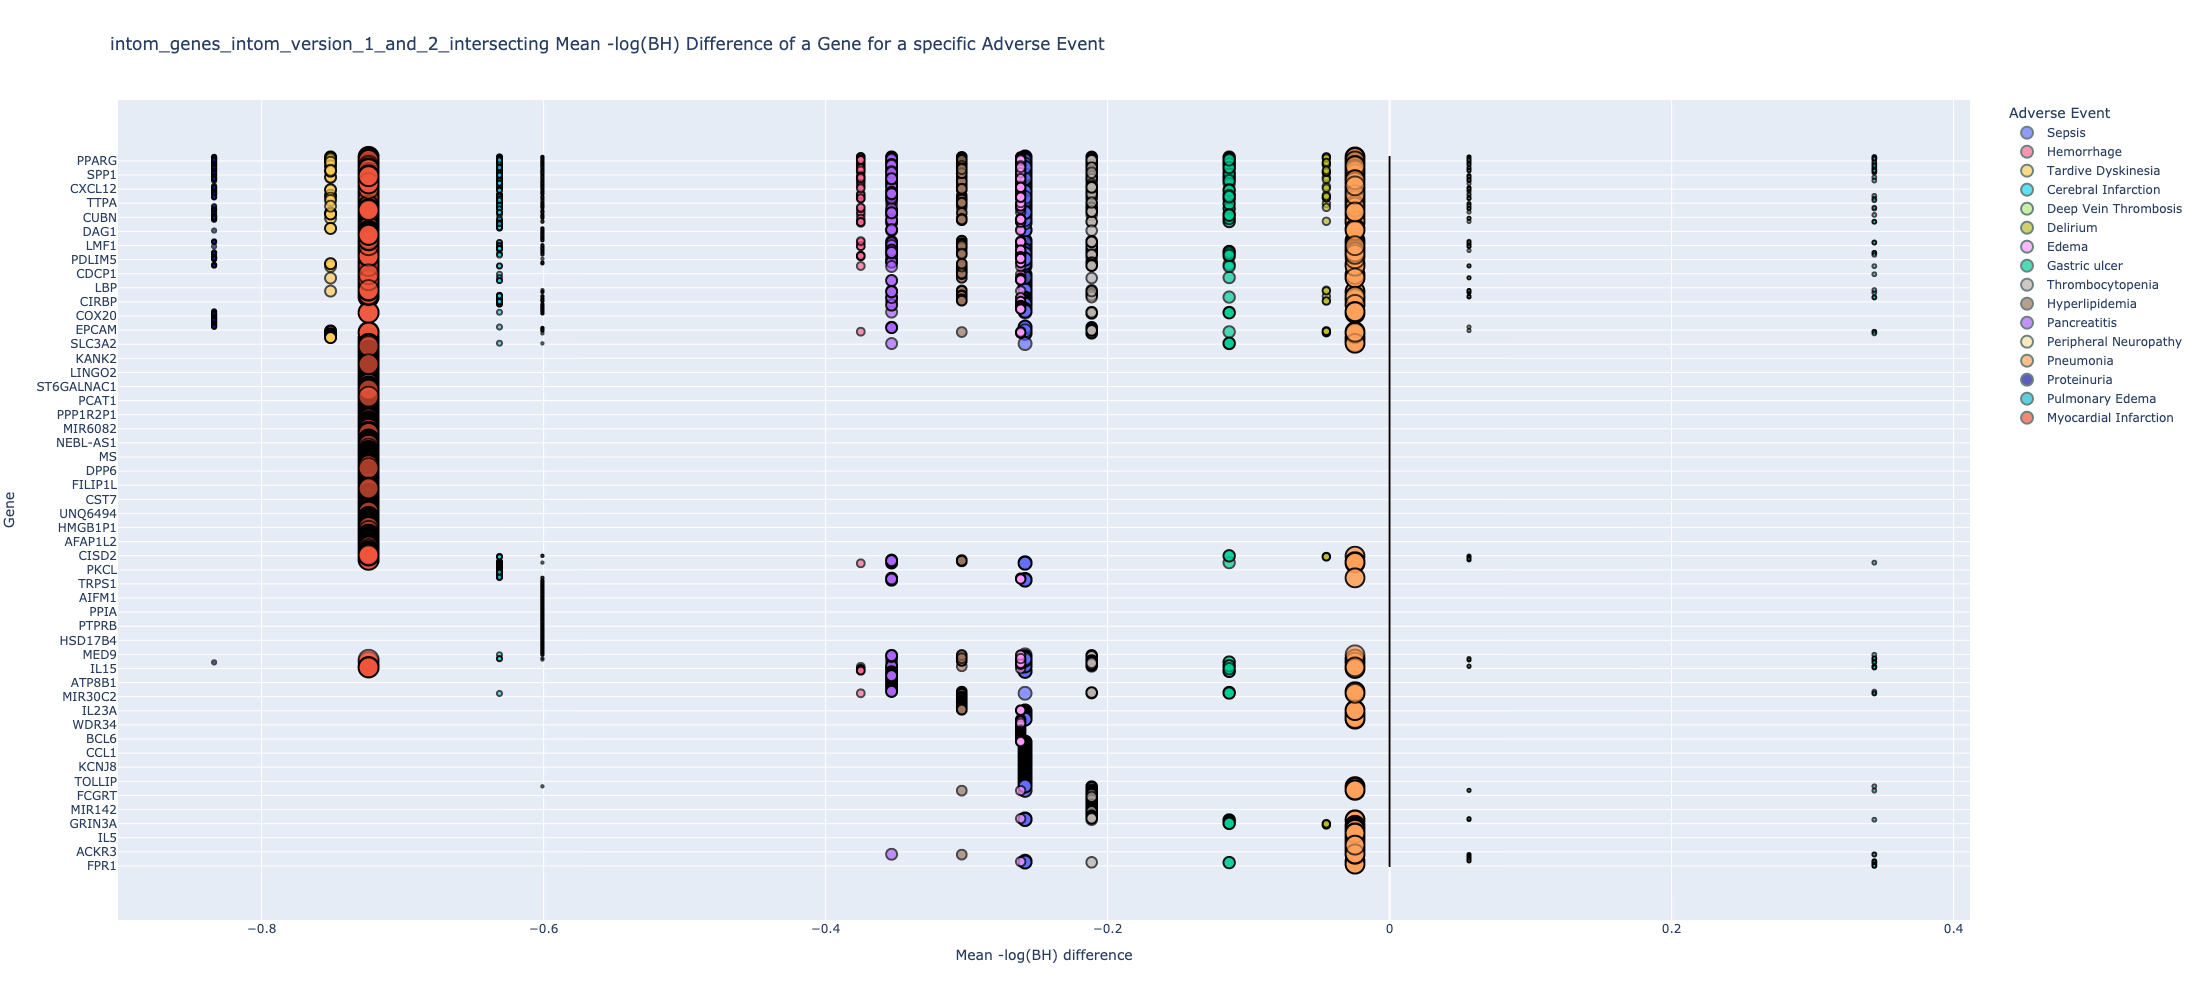 intom_genes_intom_version_1_and_2_intersecting Mean -log(BH) Difference of a Gene for a specific Adverse Event
Gene
PPARG
SPP1
CXCL12
TTPA
CUBN
DAG1
LMF1
PDLIM5
CDCP1
LBP
CIRBP
COX20
EPCAM
SLC3A2
KANK2
LINGO2
ST6GALNAC1
PCAT1
PPP1R2P1
MIR6082
NEBL-AS1
MS
DPP6
FILIP1L
CST7
UNQ6494
HMGB1P1
AFAP1L2
CISD2
PKCL
TRPS1
AIFM1
PPIA
PTPRB
HSD17B4
MED9
IL15
ATP8B1
MIR30C2
IL23A
WDR34
BCL6
CCL1
KCNJ8
TOLLIP
FCGRT
MIR142
GRIN3A
IL5
ACKR3
FPR1
−0.8 −0.6 −0.4 −0.2 0 0.2 0.4
Mean -log(BH) difference
Adverse Event
Sepsis
Hemorrhage
Tardive Dyskinesia
Cerebral Infarction
Deep Vein Thrombosis
Delirium
Edema
Gastric ulcer
Thrombocytopenia
Hyperlipidemia
Pancreatitis
Peripheral Neuropathy
Pneumonia
Proteinuria
Pulmonary Edema
Myocardial Infarction